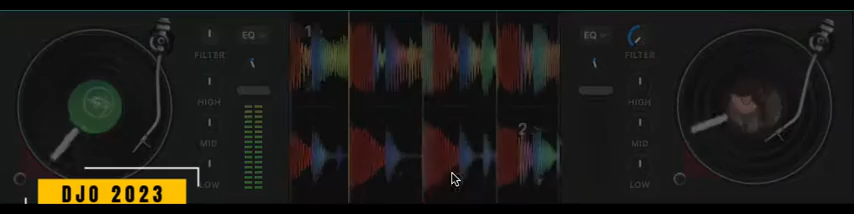 1
EQ
EQ
FILTER
FILTER
HIGH
HIGH
MID
2
MID
LOW
LOW
DJO 2023